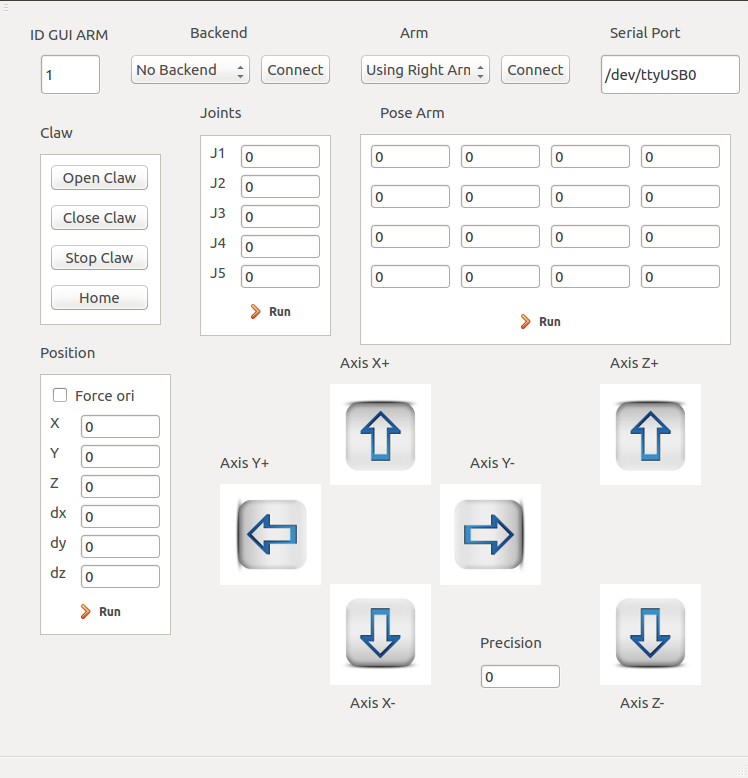 ID GUI ARM
Backend
Arm
Serial Port
1
No Backend
Connect
Using Right Arn
Connect
/dev/ttyUSB0
Joints
Pose Arm
Claw
Open Claw
Close Claw
Stop Claw
Home
J1 0
J2 0
J3 0
J4 0
J5 0
Run
0 0 0 0
0 0 0 0
0 0 0 0
0 0 0 0
Run
Position
Force ori
X 0
Y 0
Z 0
dx 0
dy 0
dz 0
Run
Axis X+
Axis Z+
Axis Y+
Axis Y-
Precision
0
Axis X-
Axis Z-